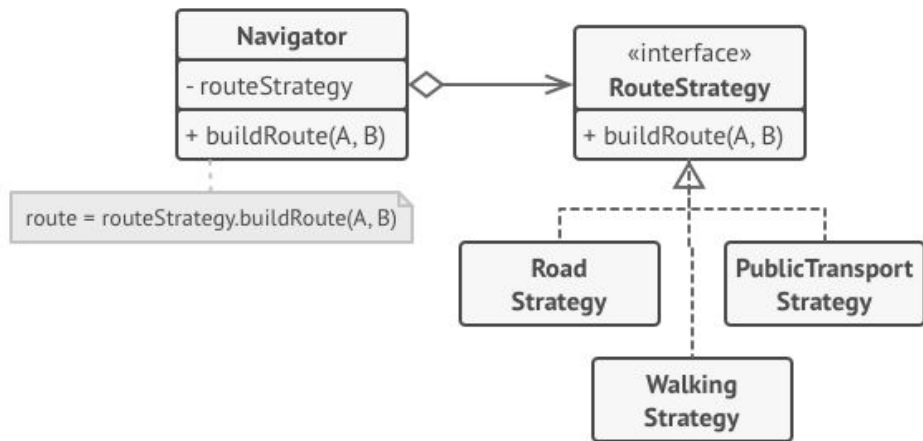 Navigator
- routeStrategy
+ buildRoute(A, B)
route = routeStrategy.buildRoute(A, B)
«interface»
RouteStrategy
+ buildRoute(A, B)
Road
Strategy
PublicTransport
Strategy
Walking
Strategy